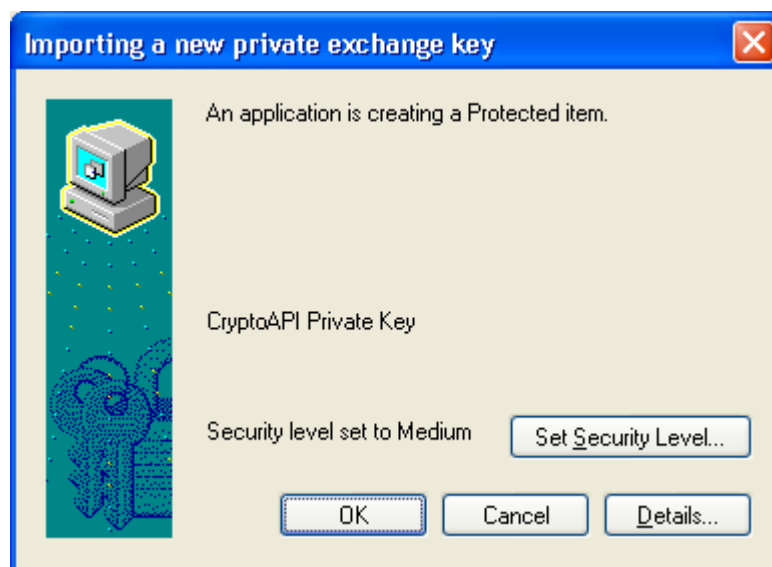 Importing a new private exchange key
An application is creating a Protected item.
CryptoAPI Private Key
Security level set to Medium
Set Security Level...
OK
Cancel
Details...